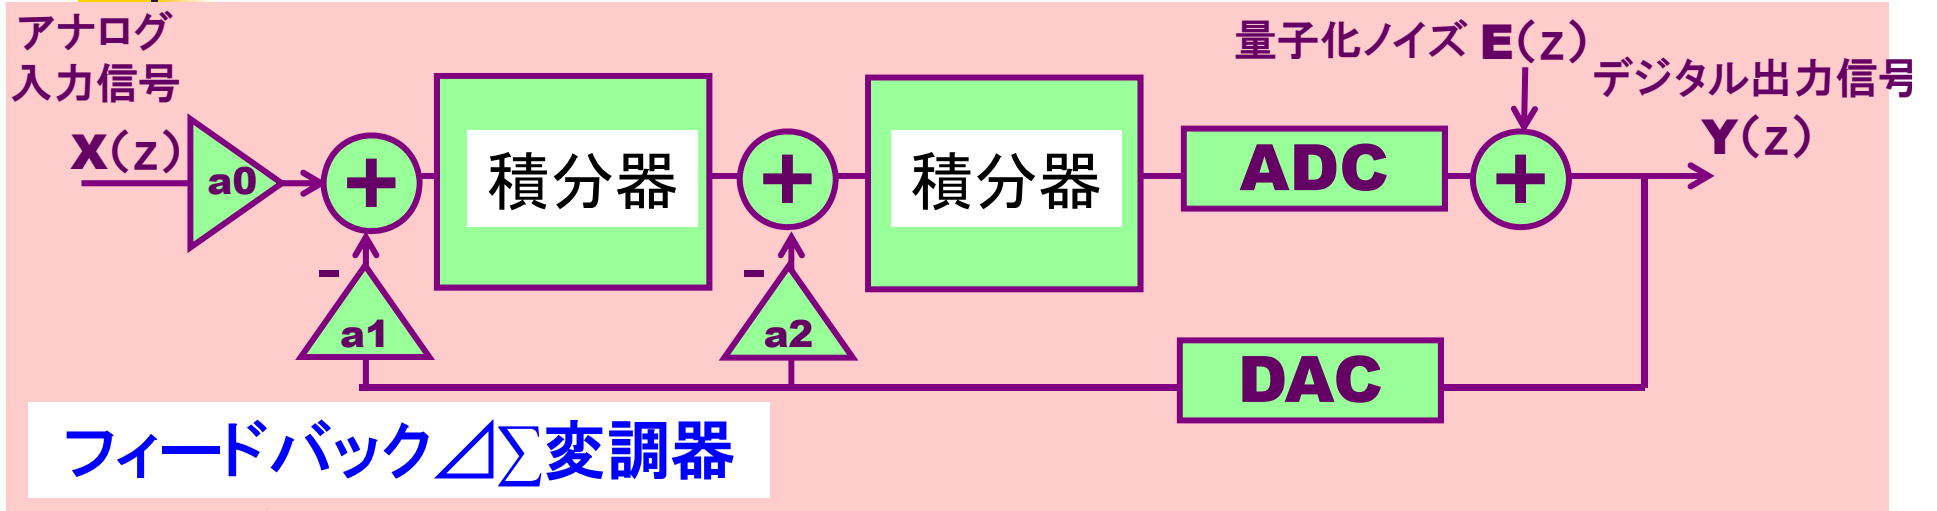 アナログ
入力信号
X(z)
a0
+
積分器
+
積分器
ADC
量子化ノイズ E(z)
+
デジタル出力信号
Y(z)
-
a1
-
a2
DAC
フィードバック⊿∑変調器